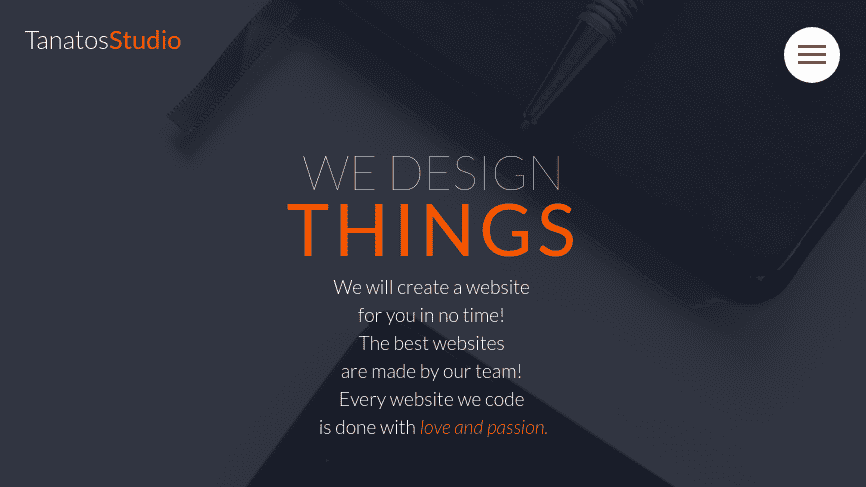 TanatosStudio
WE DESIGN
THINGS
We will create a website
for you in no time!
The best websites
are made by our team!
Every website we code
is done with love and passion.